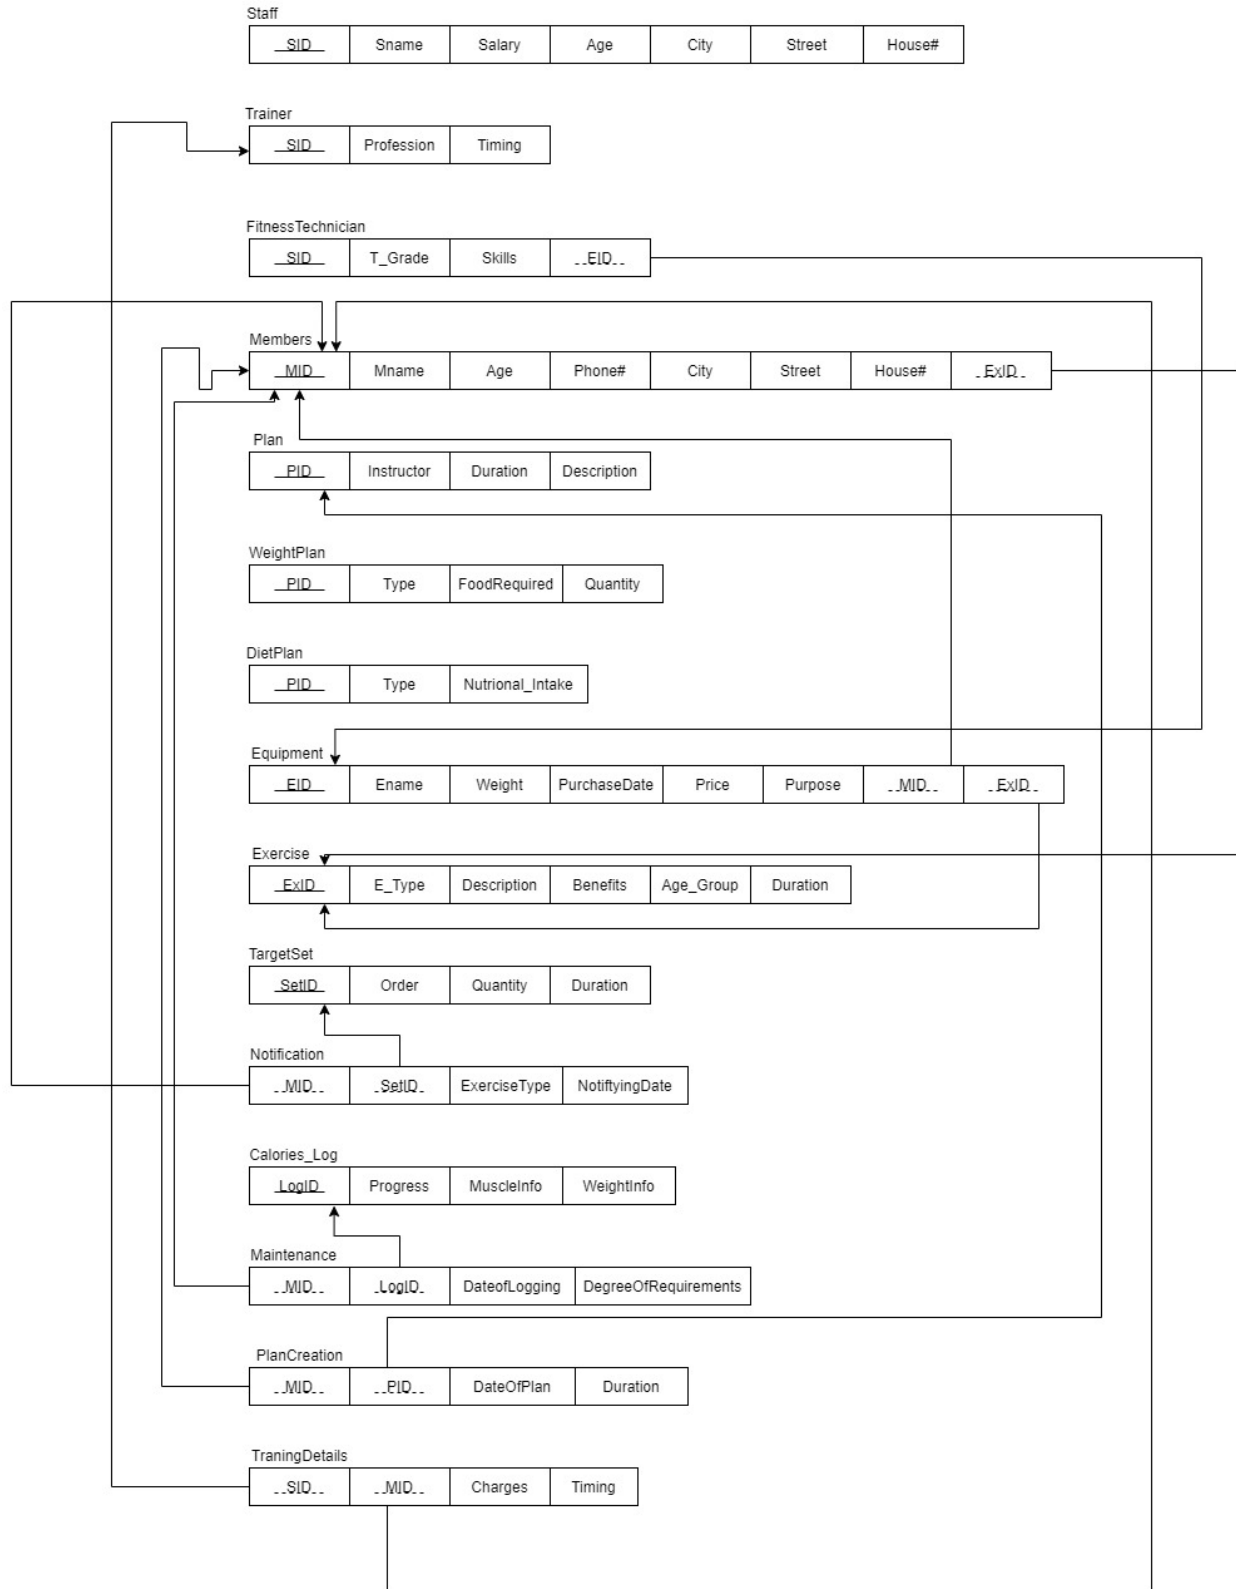 Staff
SID Sname Salary Age City Street House#
Trainer
SID Profession Timing
FitnessTechnician
SID T_Grade Skills EID
Members
MID Mname Age Phone# City Street House# ExID
Plan
PID Instructor Duration Description
WeightPlan
PID Type FoodRequired Quantity
DietPlan
PID Type Nutrional_Intake
Equipment
EID Ename Weight PurchaseDate Price Purpose MID ExID
Exercise
ExID E_Type Description Benefits Age_Group Duration
TargetSet
SetID Order Quantity Duration
Notification
MID SetID ExerciseType NotiftyingDate
Calories_Log
LogID Progress MuscleInfo WeightInfo
Maintenance
MID LogID DateofLogging DegreeOfRequirements
PlanCreation
MID PID DateOfPlan Duration
TraningDetails
SID MID Charges Timing